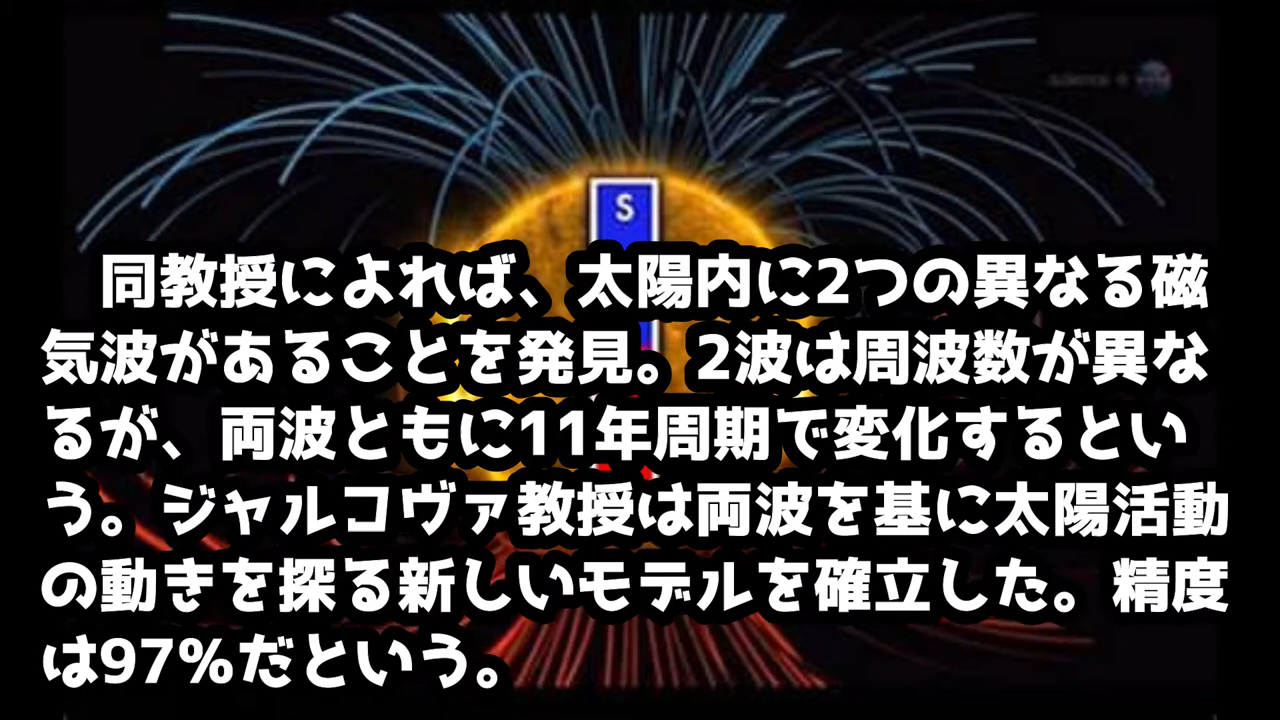 S
同教授によれば、太陽内に2つの異なる磁
気波があることを発見。2波は周波数が異な
るが、両波ともに11年周期で変化するとい
う。ジャルコヴァ教授は両波を基に太陽活動
の動きを探る新しいモデルを確立した。精度
は97%だという。